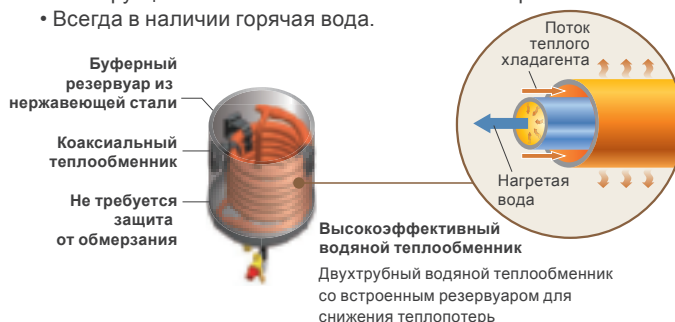 • Всегда в наличии горячая вода.
Буферный
резервуар из
нержавеющей стали
Коаксиальный
теплообменник
Не требуется
защита
от обмерзания
Поток
теплого
хладагента
Нагретая
вода
Высокоэффективный
водяной теплообменник
Двухтрубный водяной теплообменник
со встроенным резервуаром для
снижения теплопотерь